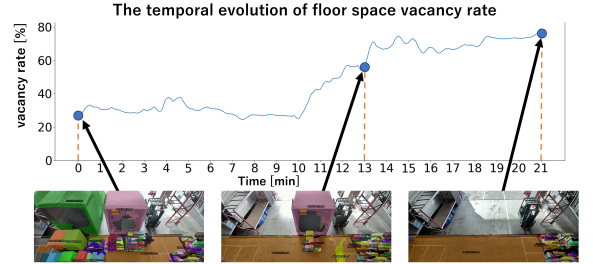 The temporal evolution of floor space vacancy rate
vacancy rate [%]
80
60
40
20
0
0 1 2 3 4 5 6 7 8 9 10 11 12 13 14 15 16 17 18 19 20 21
Time [min]